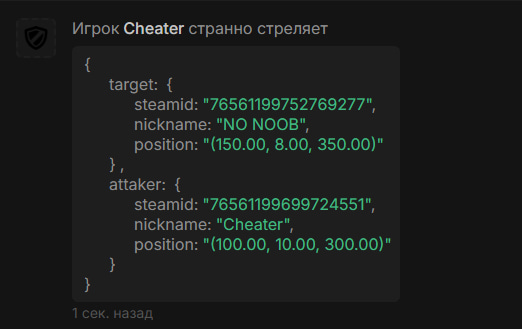 Игрок Cheater странно стреляет
{
target: {
steamid: "76561199752769277",
nickname: "NO NOOB",
position: "(150.00, 8.00, 350.00)"
} ,
attaker: {
steamid: "76561199699724551",
nickname: "Cheater",
position: "(100.00, 10.00, 300.00)"
}
}
1 сек. назад